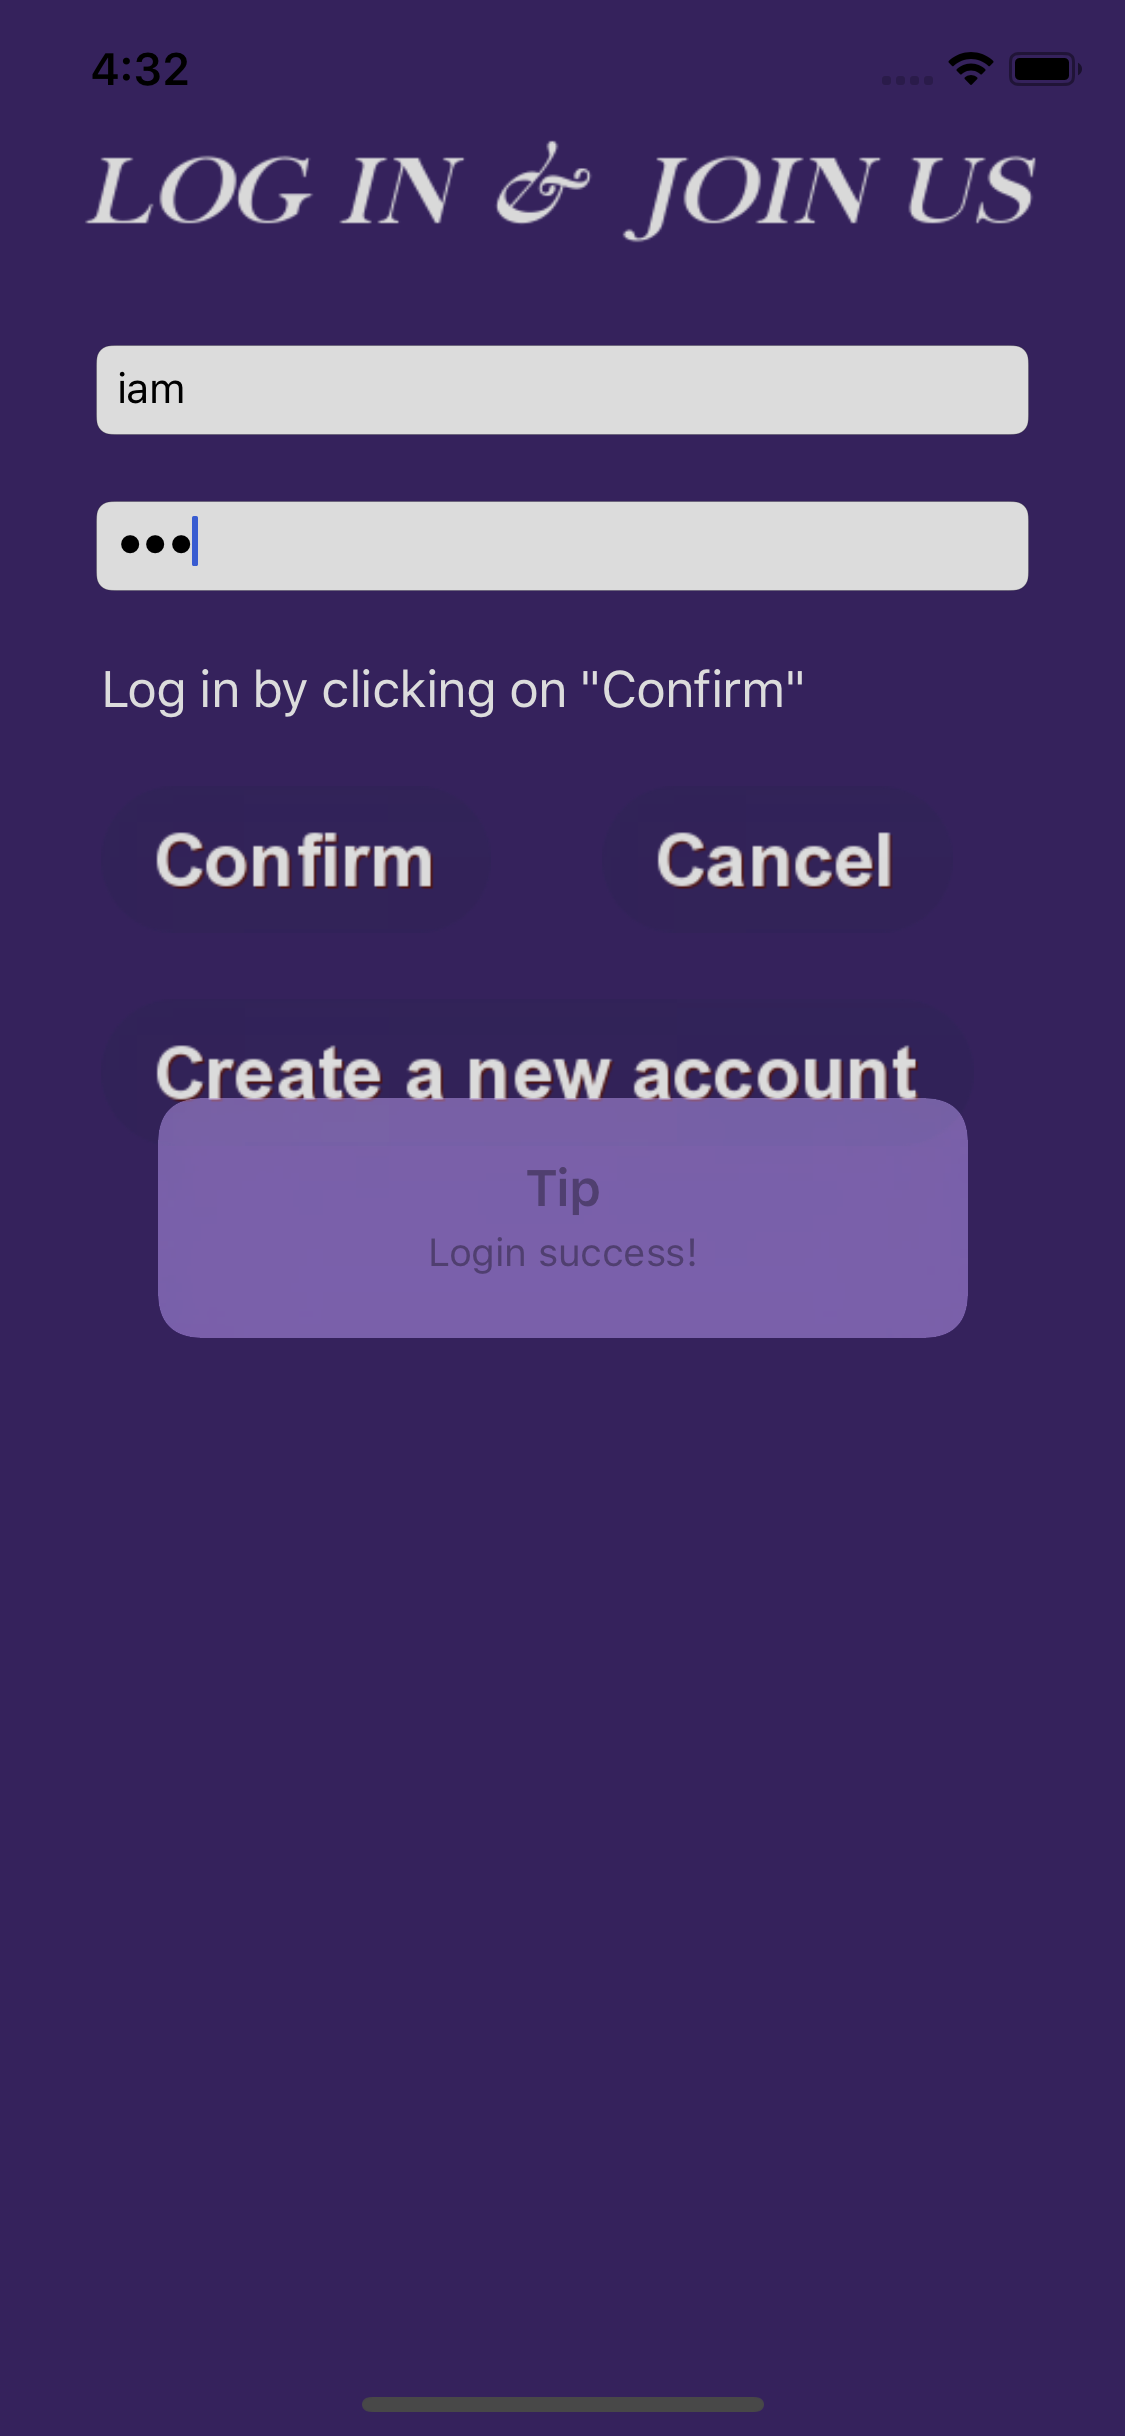 4:32
LOG IN & JOIN US
iam
•••
Log in by clicking on "Confirm"
Confirm
Cancel
Create a new account
Tip
Login success!